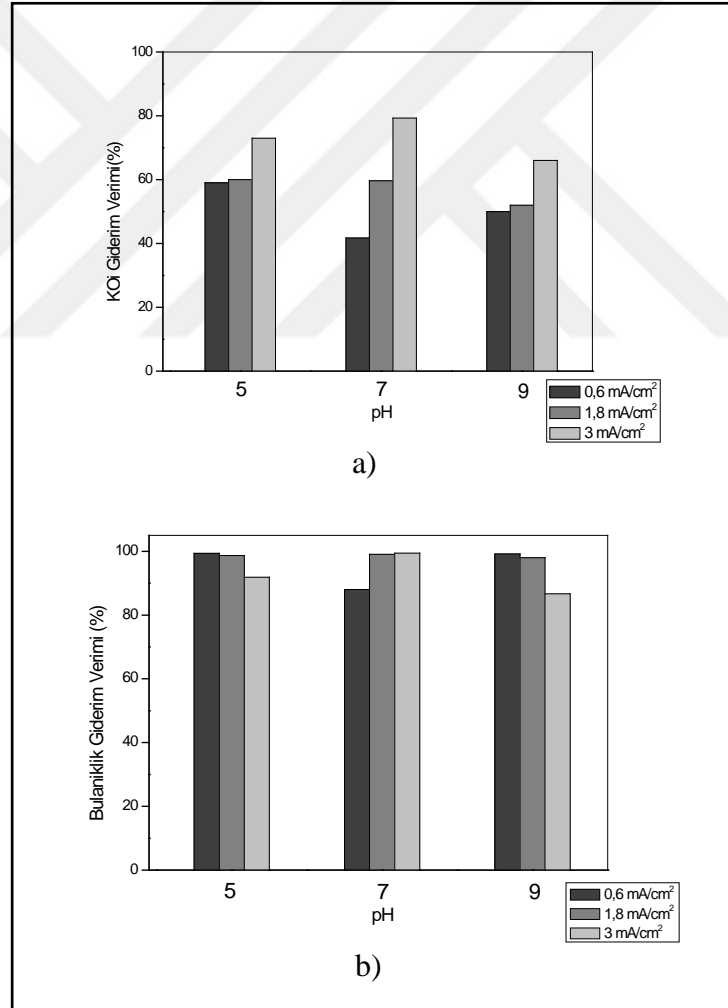 100
80
60
40
20
0
KOi Giderim Verimi(%)
5 7 9
pH
0,6 mA/cm²
1,8 mA/cm²
3 mA/cm²
a)
100
80
60
40
20
0
Bulaniklik Giderim Verimi (%)
5 7 9
pH
0,6 mA/cm²
1,8 mA/cm²
3 mA/cm²
b)